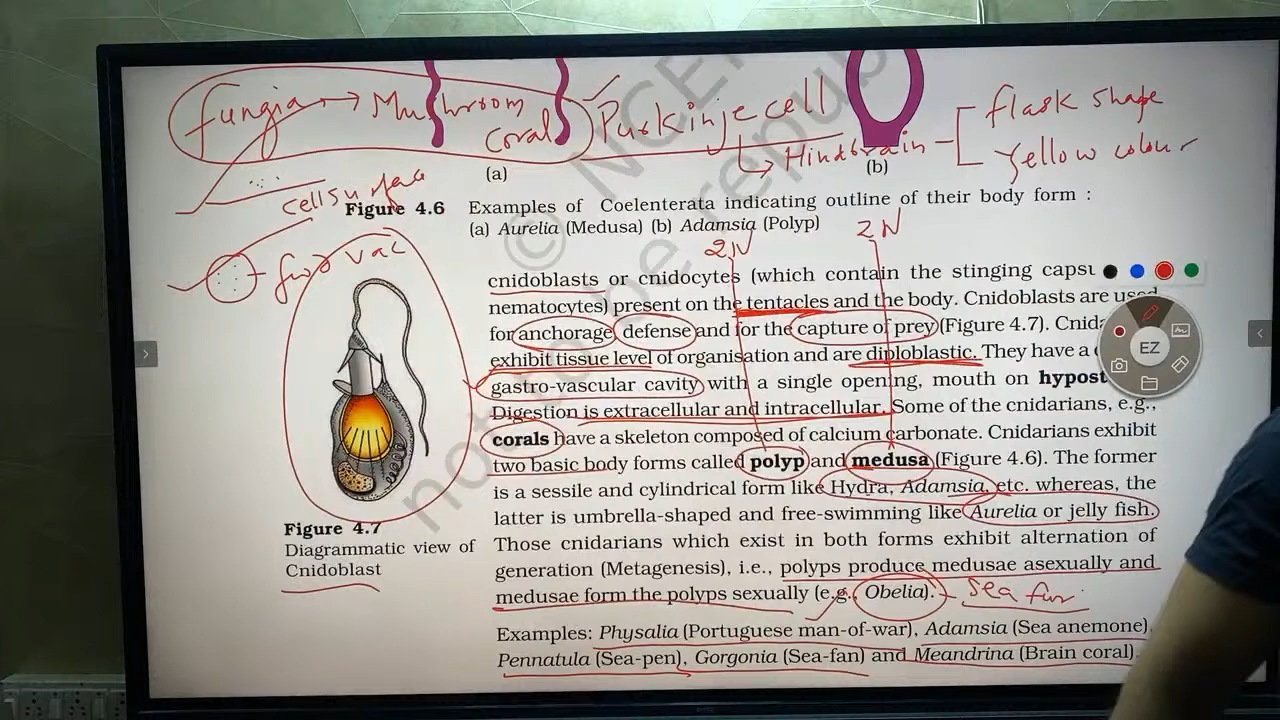 Fungia → Mushroom coral
Purkinje cell
↳ Hindbrain
flask shape
Yellow colour
(a)
(b)
cell surface
Figure 4.6 Examples of Coelenterata indicating outline of their body form :
(a) Aurelia (Medusa) (b) Adamsia (Polyp)
2N
2N
food vac
cnidoblasts or cnidocytes (which contain the stinging capsu
nematocytes) present on the tentacles and the body. Cnidoblasts are used
for anchorage, defense and for the capture of prey (Figure 4.7). Cnida
exhibit tissue level of organisation and are diploblastic. They have a
gastro-vascular cavity with a single opening, mouth on hypost
Digestion is extracellular and intracellular. Some of the cnidarians, e.g.,
corals have a skeleton composed of calcium carbonate. Cnidarians exhibit
two basic body forms called polyp and medusa (Figure 4.6). The former
is a sessile and cylindrical form like Hydra, Adamsia, etc. whereas, the
latter is umbrella-shaped and free-swimming like Aurelia or jelly fish.
Those cnidarians which exist in both forms exhibit alternation of
generation (Metagenesis), i.e., polyps produce medusae asexually and
medusae form the polyps sexually (e.g., Obelia).
Sea fur
Examples: Physalia (Portuguese man-of-war), Adamsia (Sea anemone),
Pennatula (Sea-pen), Gorgonia (Sea-fan) and Meandrina (Brain coral).
Figure 4.7
Diagrammatic view of
Cnidoblast
EZ
© NCE
not be republ